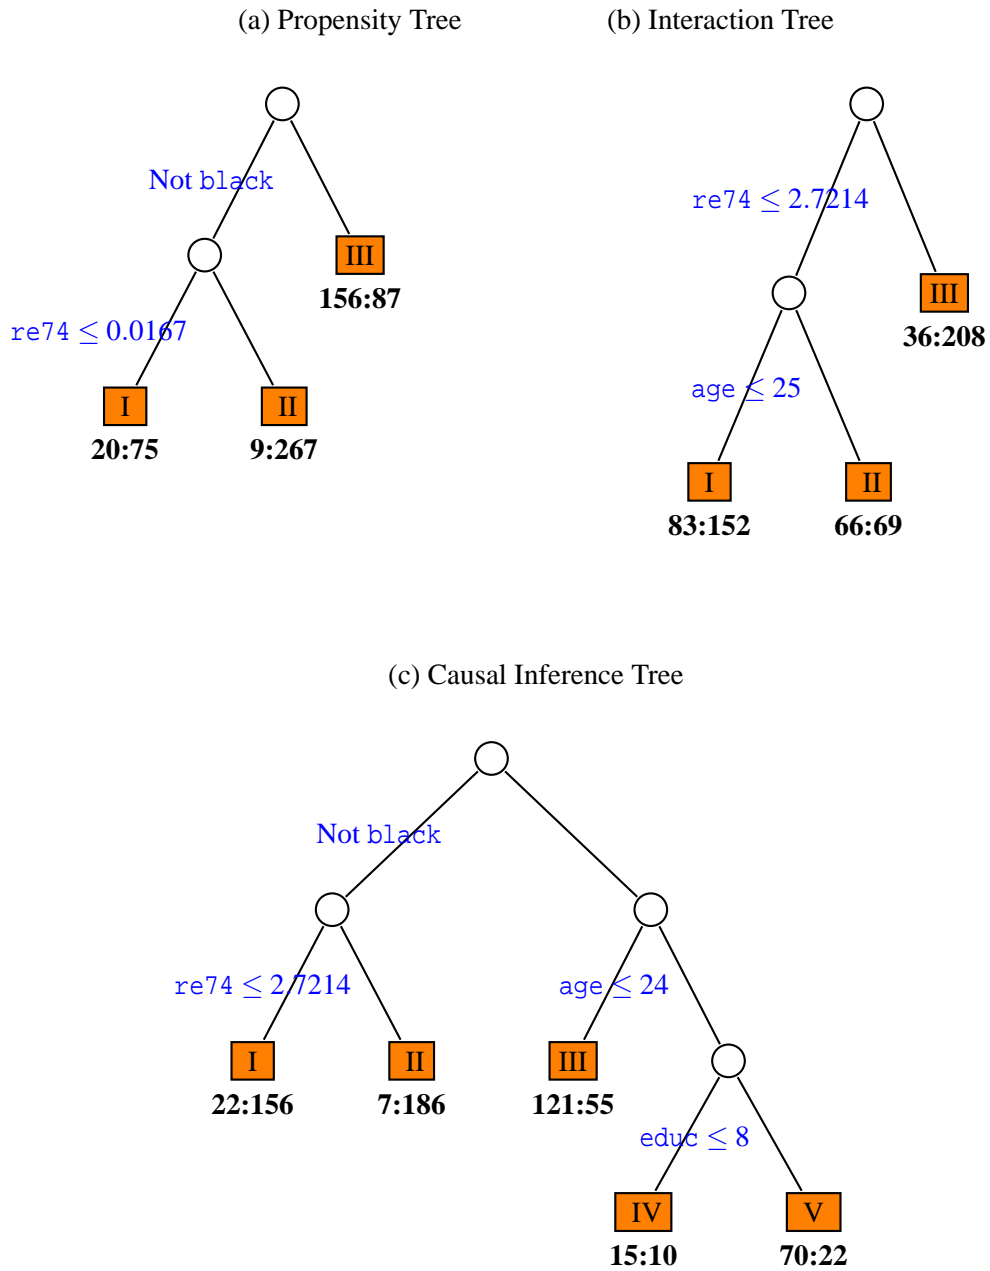 (a) Propensity Tree
(b) Interaction Tree
Not black
re74 ≤ 2.7214
III
156:87
III
36:208
re74 ≤ 0.0167
age ≤ 25
I
II
20:75
9:267
I
II
83:152
66:69
(c) Causal Inference Tree
Not black
re74 ≤ 2.7214
age ≤ 24
I
II
III
22:156
7:186
121:55
educ ≤ 8
IV
V
15:10
70:22